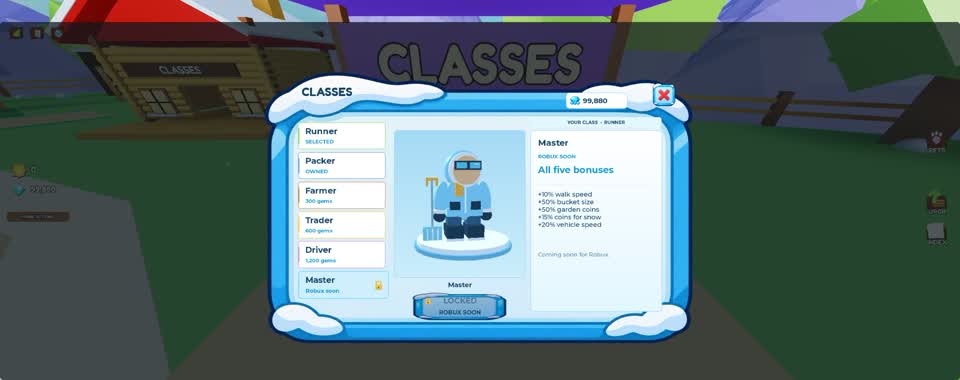 CLASSES
CLASSES
CLASSES
99,880
YOUR CLASS • RUNNER
Runner
SELECTED
Packer
OWNED
Farmer
300 gems
Trader
600 gems
Driver
1,200 gems
Master
Robux soon
Master
LOCKED
ROBUX SOON
Master
ROBUX SOON
All five bonuses
+10% walk speed
+50% bucket size
+50% garden coins
+15% coins for snow
+20% vehicle speed
Coming soon for Robux
0
PETS
INDEX